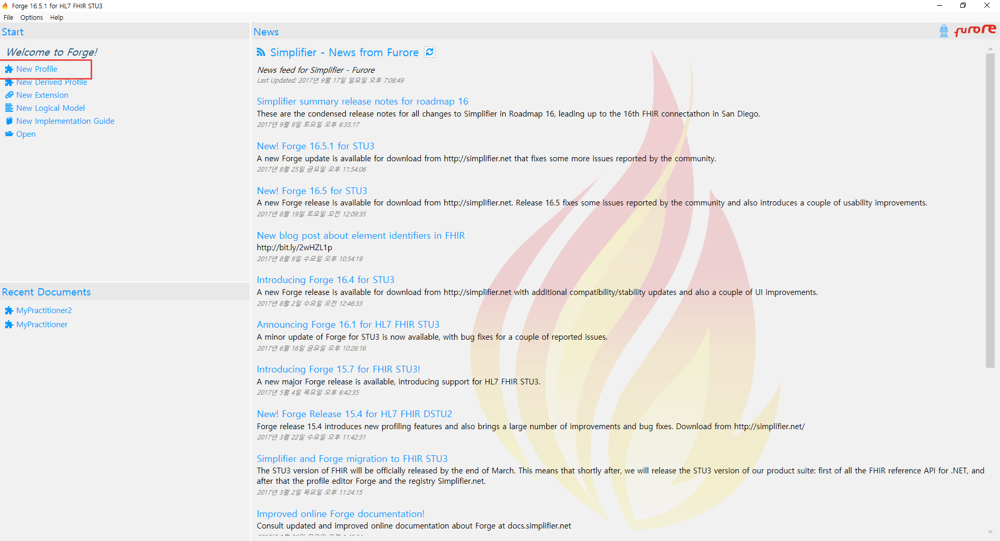 Forge 16.5.1 for HL7 FHIR STU3
File Options Help
Start
Welcome to Forge!
New Profile
New Derived Profile
New Extension
New Logical Model
New Implementation Guide
Open
Recent Documents
MyPractitioner2
MyPractitioner
News
furore
Simplifier - News from Furore
News feed for Simplifier - Furore
Last Updated: 2017년 9월 17일 일요일 오후 7:08:49
Simplifier summary release notes for roadmap 16
These are the condensed release notes for all changes to Simplifier in Roadmap 16, leading up to the 16th FHIR connectathon in San Diego.
2017년 9월 9일 토요일 오후 6:35:17
New! Forge 16.5.1 for STU3
A new Forge update is available for download from http://simplifier.net that fixes some more issues reported by the community.
2017년 8월 25일 금요일 오후 11:54:06
New! Forge 16.5 for STU3
A new Forge release is available for download from http://simplifier.net. Release 16.5 fixes some issues reported by the community and also introduces a couple of usability improvements.
2017년 8월 19일 토요일 오전 12:09:35
New blog post about element identifiers in FHIR
http://bit.ly/2wHZL1p
2017년 8월 9일 수요일 오후 10:54:19
Introducing Forge 16.4 for STU3
A new Forge release is available for download from http://simplifier.net with additional compatibility/stability updates and also a couple of UI improvements.
2017년 8월 2일 수요일 오전 12:46:33
Announcing Forge 16.1 for HL7 FHIR STU3
A minor update of Forge for STU3 is now available, with bug fixes for a couple of reported issues.
2017년 6월 16일 금요일 오후 10:26:16
Introducing Forge 15.7 for FHIR STU3!
A new major Forge release is available, introducing support for HL7 FHIR STU3.
2017년 5월 4일 목요일 오후 6:42:35
New! Forge Release 15.4 for HL7 FHIR DSTU2
Forge release 15.4 introduces new profiling features and also brings a large number of improvements and bug fixes. Download from http://simplifier.net/
2017년 3월 22일 수요일 오후 11:42:31
Simplifier and Forge migration to FHIR STU3
The STU3 version of FHIR will be officially released by the end of March. This means that shortly after, we will release the STU3 version of our product suite: first of all the FHIR reference API for .NET, and
after that the profile editor Forge and the registry Simplifier.net.
2017년 3월 2일 목요일 오후 11:24:15
Improved online Forge documentation!
Consult updated and improved online documentation about Forge at docs.simplifier.net